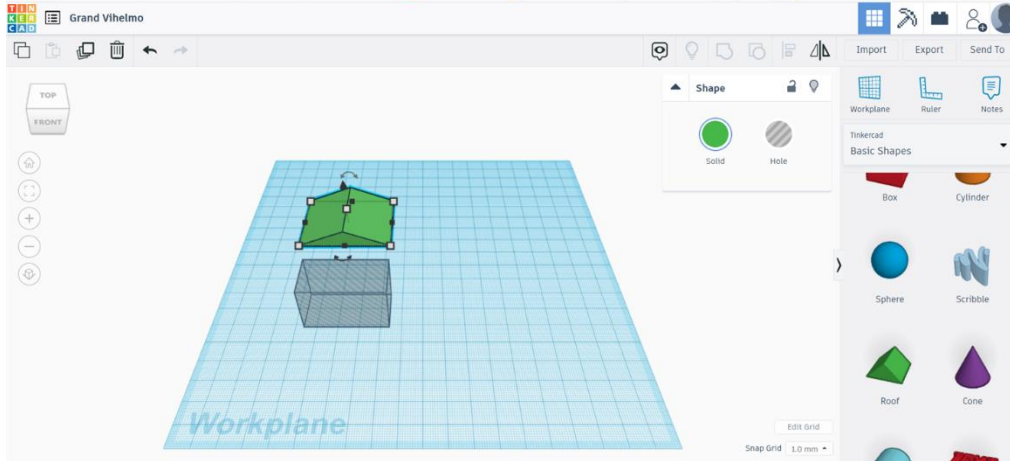 TIN
KER
CAD
Grand Vihelmo
Import
Export
Send To
TOP
FRONT
Shape
Solid
Hole
Workplane
Ruler
Notes
Tinkercad
Basic Shapes
Box
Cylinder
Sphere
Scribble
Roof
Cone
Workplane
Edit Grid
Snap Grid 1.0 mm